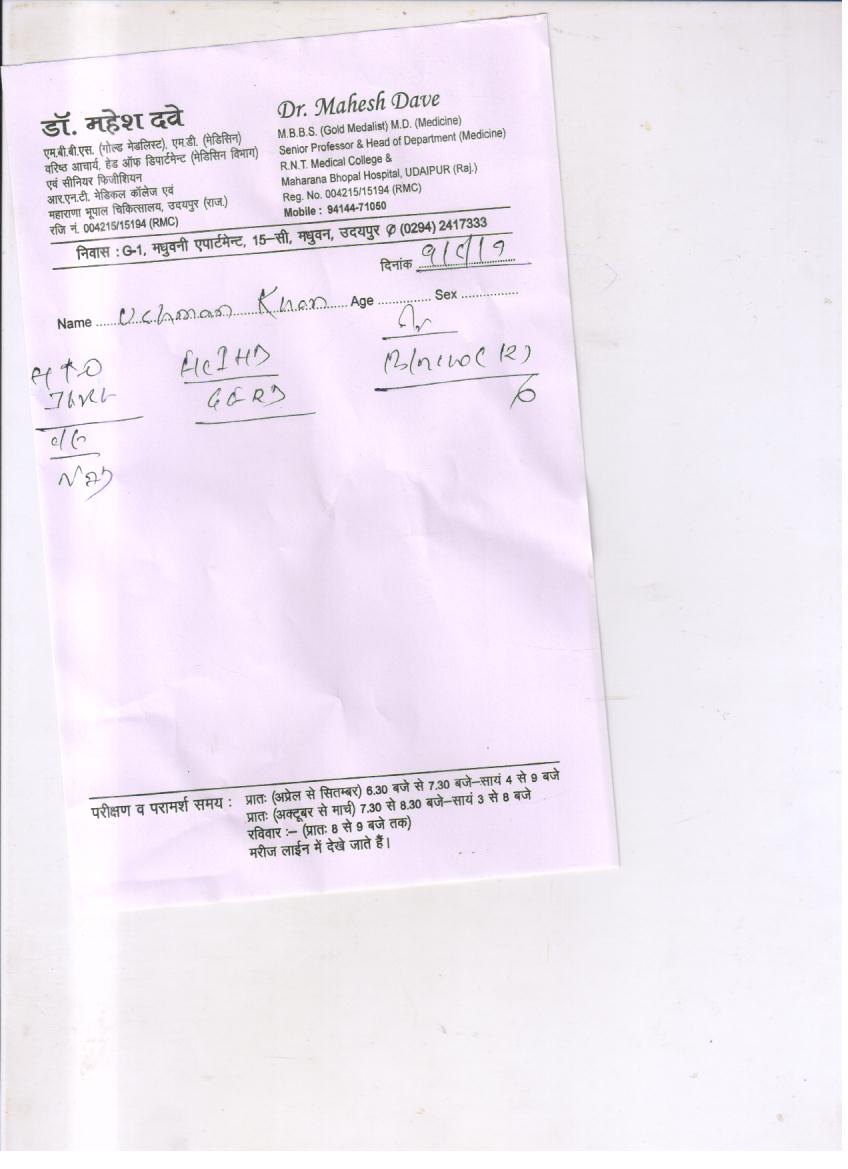 डॉ. महेश दवे
एम.बी.बी.एस. (गोल्ड मेडलिस्ट), एम.डी. (मेडिसिन)
वरिष्ठ आचार्य, हेड ऑफ डिपार्टमेन्ट (मेडिसिन विभाग)
एवं सीनियर फिजीशियन
आर.एन.टी. मेडिकल कॉलेज एवं
महाराणा भूपाल चिकित्सालय, उदयपुर (राज.)
रजि नं. 004215/15194 (RMC)
Dr. Mahesh Dave
M.B.B.S. (Gold Medalist) M.D. (Medicine)
Senior Professor & Head of Department (Medicine)
R.N.T. Medical College &
Maharana Bhopal Hospital, UDAIPUR (Raj.)
Reg. No. 004215/15194 (RMC)
Mobile : 94144-71050
निवास : G-1, मधुवनी एपार्टमेन्ट, 15–सी, मधुवन, उदयपुर ✆ (0294) 2417333
दिनांक
Name Khan Age Sex
GERD
परीक्षण व परामर्श समय : प्रातः (अप्रेल से सितम्बर) 6.30 बजे से 7.30 बजे–सायं 4 से 9 बजे
प्रातः (अक्टूबर से मार्च) 7.30 से 8.30 बजे–सायं 3 से 8 बजे
रविवार :– (प्रातः 8 से 9 बजे तक)
मरीज लाईन में देखे जाते हैं।